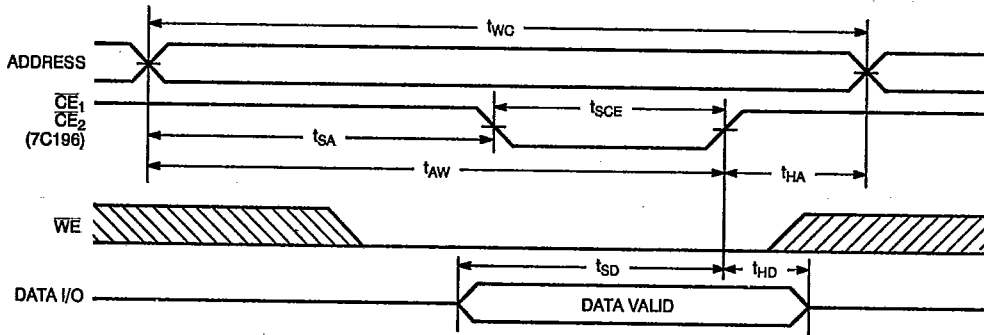 tWC
ADDRESS
CE1
CE2
(7C196)
tSA
tSCE
tAW
tHA
WE
tSD
tHD
DATA I/O
DATA VALID